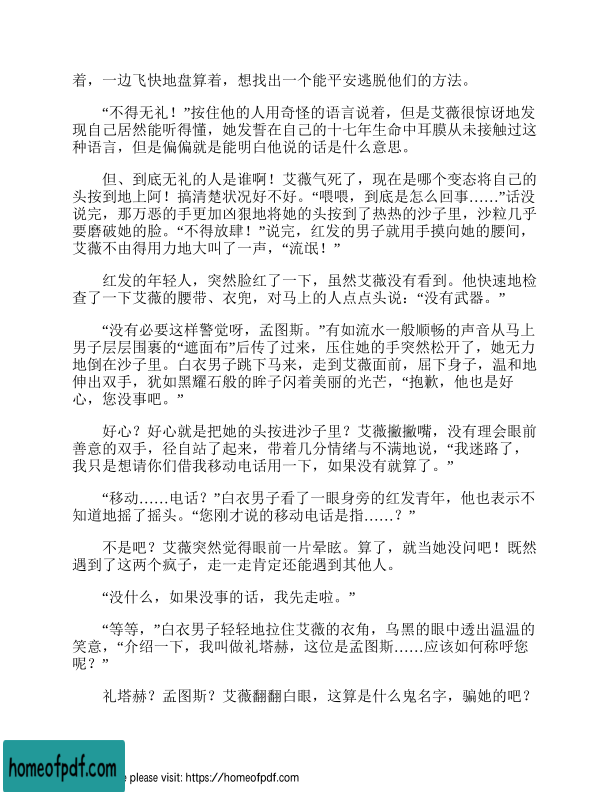 着，一边飞快地盘算着，想找出一个能平安逃脱他们的方法。
“不得无礼！”按住他的人用奇怪的语言说着，但是艾薇很惊讶地发
现自己居然能听得懂，她发誓在自己的十七年生命中耳膜从未接触过这
种语言，但是偏偏就是能明白他说的话是什么意思。
但、到底无礼的人是谁啊！艾薇气死了，现在是哪个变态将自己的
头按到地上阿！搞清楚状况好不好。“喂喂，到底是怎么回事……”话没
说完，那万恶的手更加凶狠地将她的头按到了热热的沙子里，沙粒几乎
要磨破她的脸。“不得放肆！”说完，红发的男子就用手摸向她的腰间，
艾薇不由得用力地大叫了一声，“流氓！”
红发的年轻人，突然脸红了一下，虽然艾薇没有看到。他快速地检
查了一下艾薇的腰带、衣兜，对马上的人点点头说：“没有武器。”
“没有必要这样警觉呀，孟图斯。”有如流水一般顺畅的声音从马上
男子层层围裹的“遮面布”后传了过来，压住她的手突然松开了，她无力
地倒在沙子里。白衣男子跳下马来，走到艾薇面前，屈下身子，温和地
伸出双手，犹如黑耀石般的眸子闪着美丽的光芒，“抱歉，他也是好
心，您没事吧。”
好心？好心就是把她的头按进沙子里？艾薇撇撇嘴，没有理会眼前
善意的双手，径自站了起来，带着几分情绪与不满地说，“我迷路了，
我只是想请你们借我移动电话用一下，如果没有就算了。”
“移动……电话？”白衣男子看了一眼身旁的红发青年，他也表示不
知道地摇了摇头。“您刚才说的移动电话是指……？”
不是吧？艾薇突然觉得眼前一片晕眩。算了，就当她没问吧！既然
遇到了这两个疯子，走一走肯定还能遇到其他人。
“没什么，如果没事的话，我先走啦。”
“等等，”白衣男子轻轻地拉住艾薇的衣角，乌黑的眼中透出温温的
笑意，“介绍一下，我叫做礼塔赫，这位是孟图斯……应该如何称呼您
呢？”
礼塔赫？孟图斯？艾薇翻翻白眼，这算是什么鬼名字，骗她的吧？
homeofpdf.com
please visit: https://homeofpdf.com